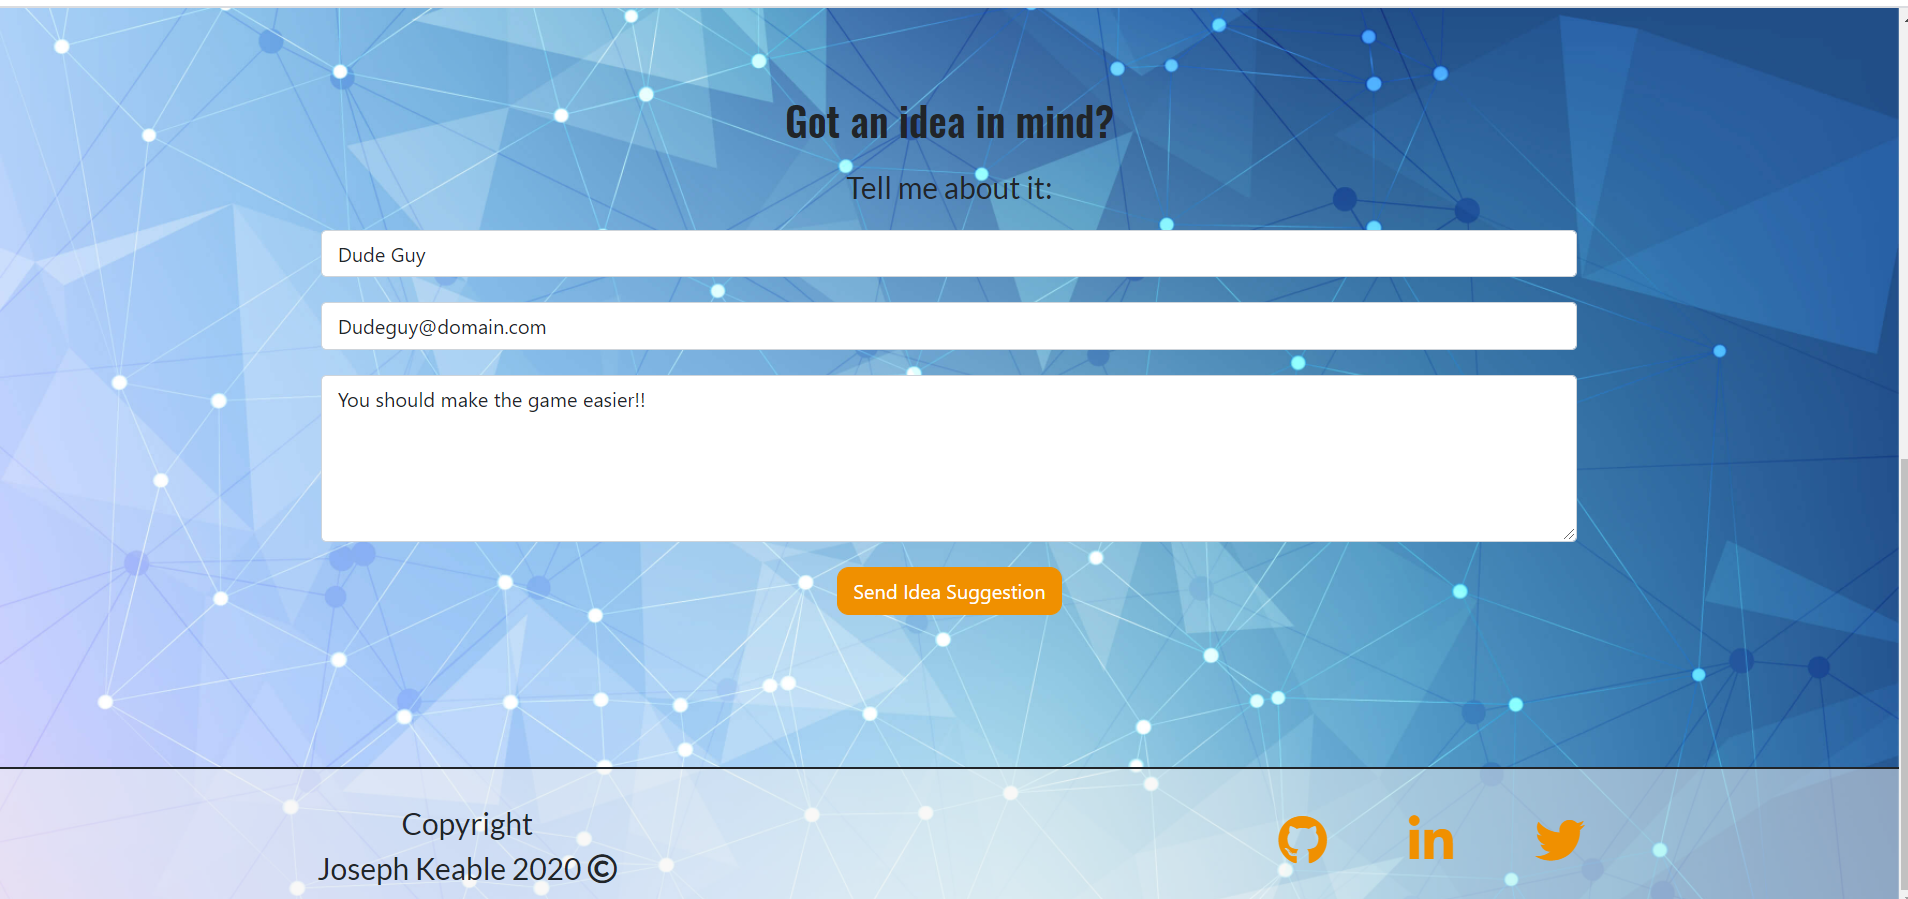 Got an idea in mind?
Tell me about it:
Dude Guy
Dudeguy@domain.com
You should make the game easier!!
Send Idea Suggestion
Copyright
Joseph Keable 2020 ©
in